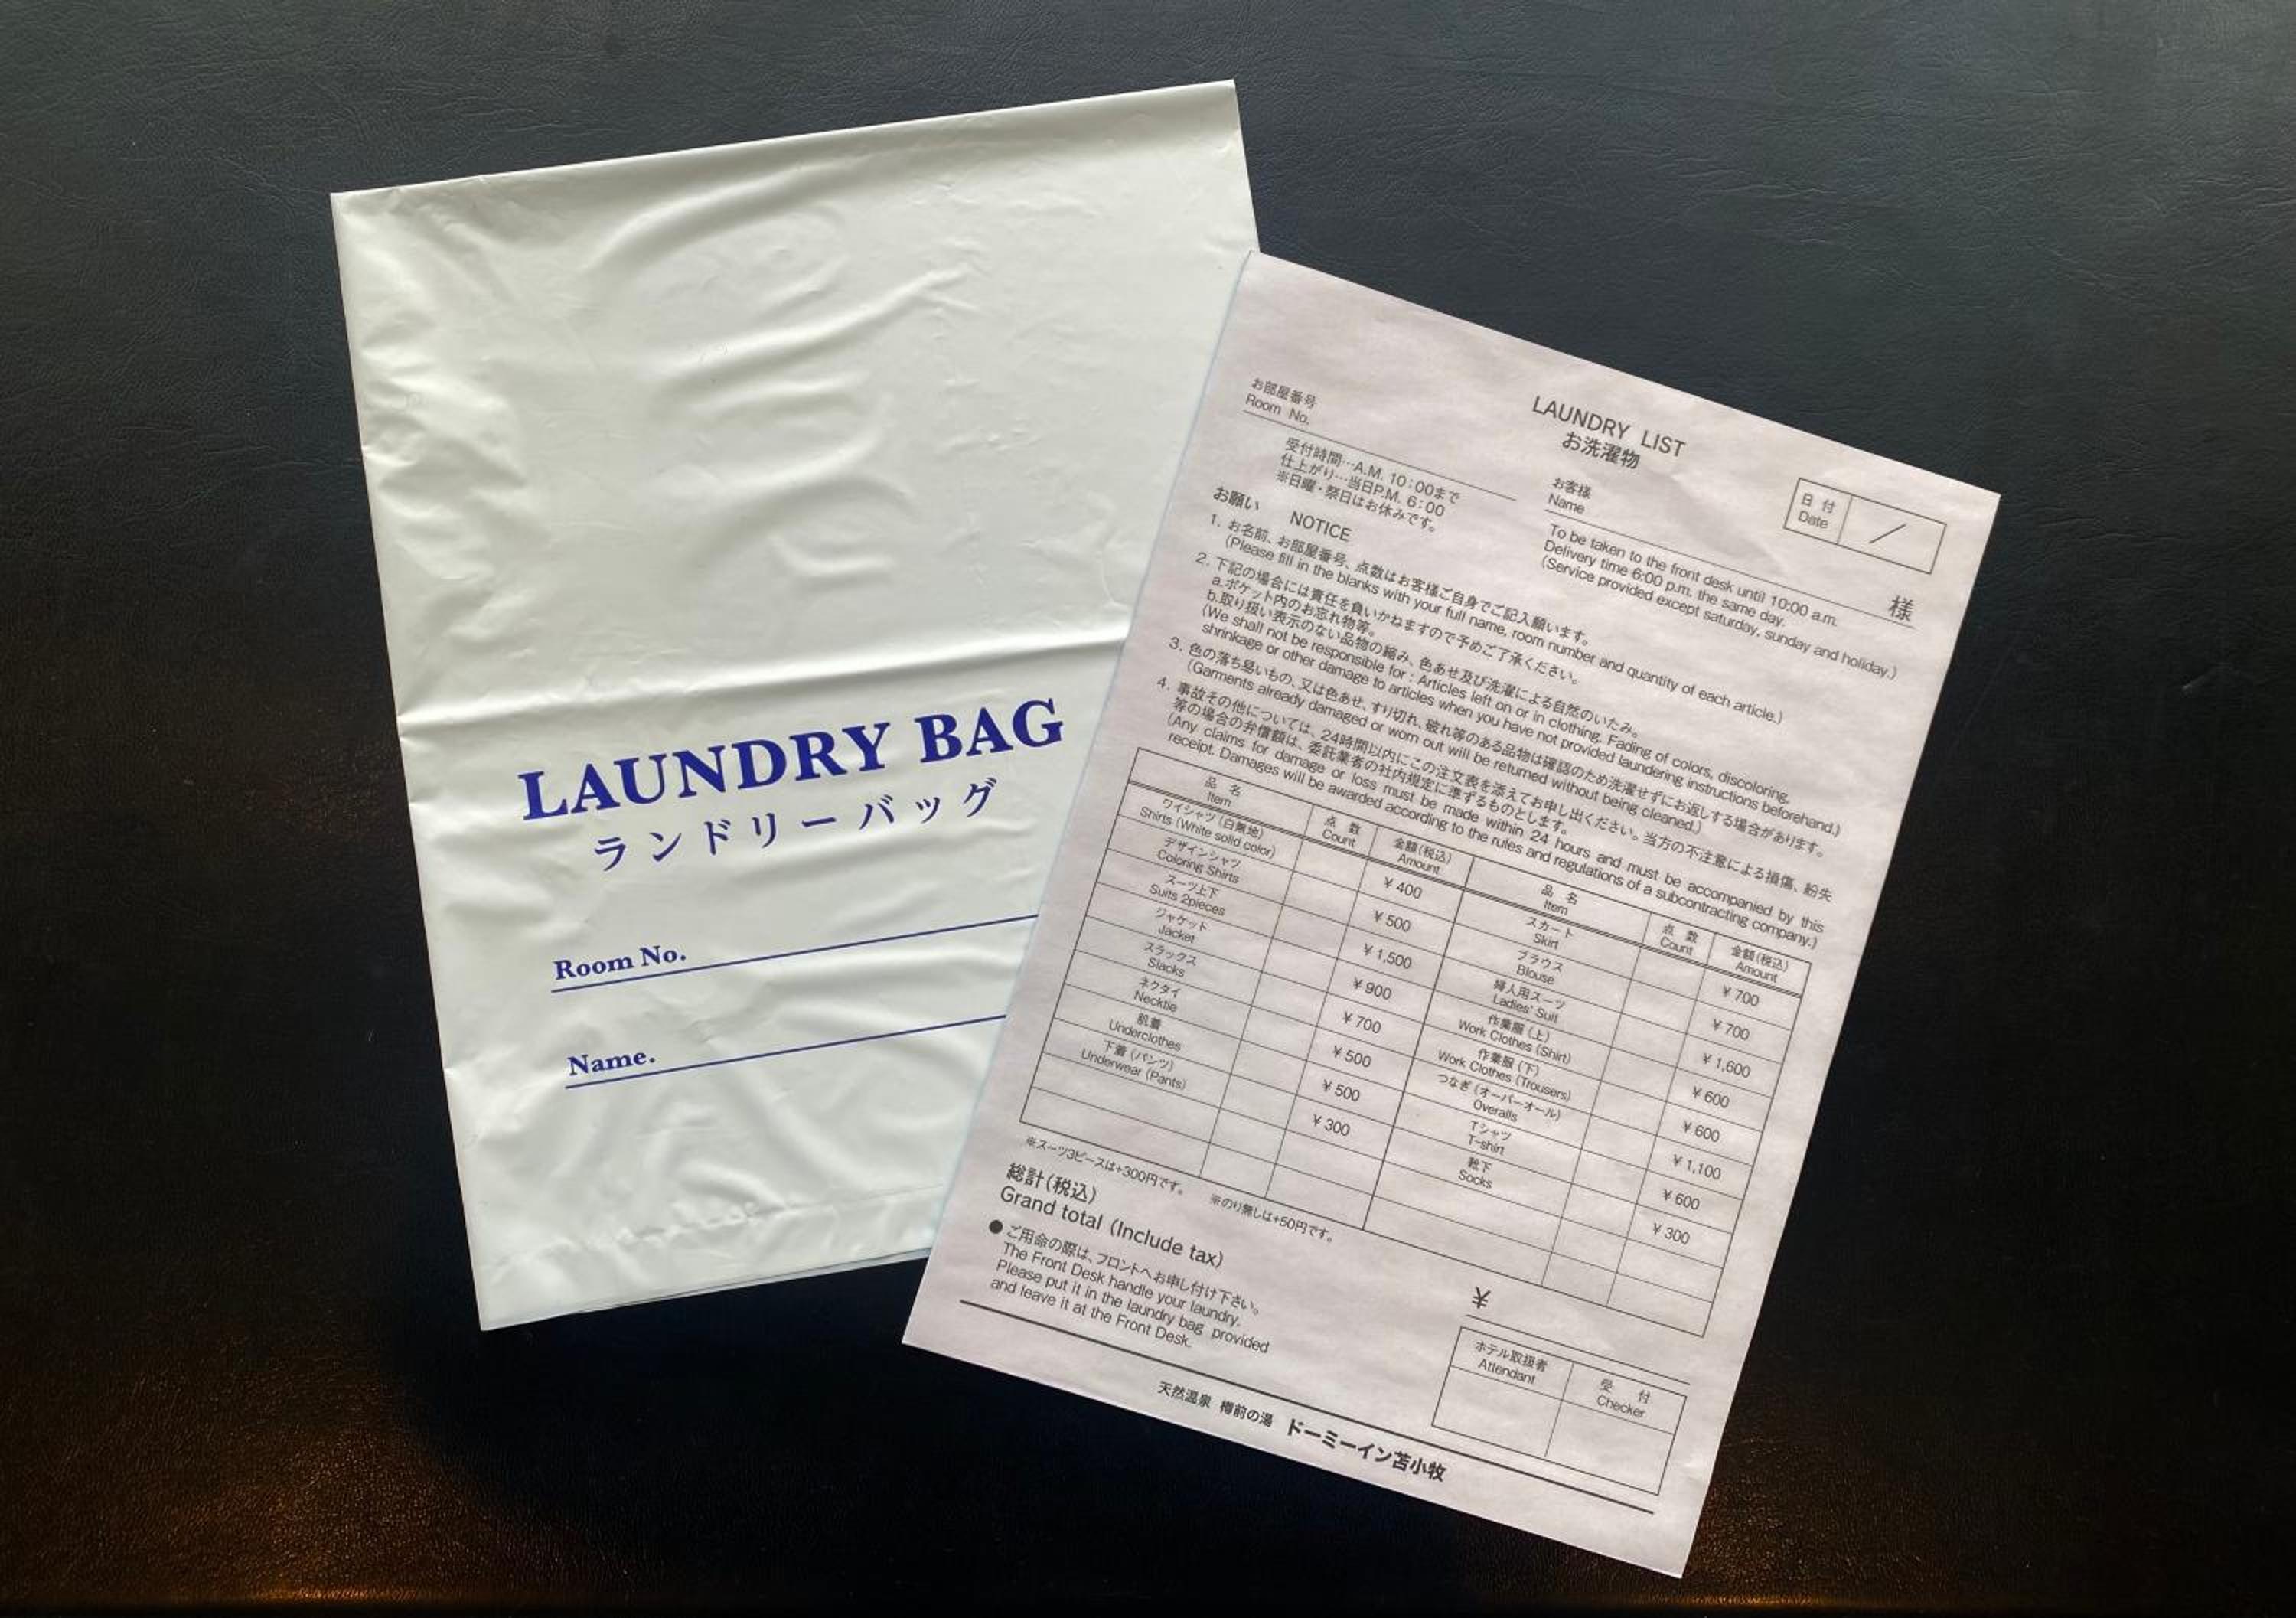 LAUNDRY BAG
ランドリーバッグ
Room No.
Name.
LAUNDRY LIST
お洗濯物
お部屋番号
Room No.
お客様
Name
様
日付
Date
/
受付時間…A.M. 10:00まで
仕上がり…当日P.M. 6:00
※日曜・祭日はお休みです。
To be taken to the front desk until 10:00 a.m.
Delivery time 6:00 p.m. the same day.
(Service provided except saturday, sunday and holiday.)
お願い NOTICE
1. お名前、お部屋番号、点数はお客様ご自身でご記入願います。
(Please fill in the blanks with your full name, room number and quantity of each article.)
2. 下記の場合には責任を負いかねますので予めご了承ください。
a.ポケット内のお忘れ物等。
b.取り扱い表示のない品物の縮み、色あせ及び洗濯による自然のいたみ。
(We shall not be responsible for : Articles left on or in clothing. Fading of colors, discoloring,
shrinkage or other damage to articles when you have not provided laundering instructions beforehand.)
3. 色の落ち易いもの、又は色あせ、すり切れ、破れ等のある品物は確認のため洗濯せずにお返しする場合があります。
(Garments already damaged or worn out will be returned without being cleaned.)
4. 事故その他については、24時間以内にこの注文表を添えてお申し出ください。当方の不注意による損傷、紛失
等の場合の弁償額は、委託業者の社内規定に準ずるものとします。
(Any claims for damage or loss must be made within 24 hours and must be accompanied by this
receipt. Damages will be awarded according to the rules and regulations of a subcontracting company.)
品名 点数 金額(税込) 品名 点数 金額(税込)
Item Count Amount Item Count Amount
ワイシャツ(白無地) スカート
Shirts (White solid color) ¥400 Skirt ¥700
デザインシャツ ブラウス
Coloring Shirts ¥500 Blouse ¥700
スーツ上下 婦人用スーツ
Suits 2pieces ¥1,500 Ladies' Suit ¥1,600
ジャケット 作業服(上)
Jacket ¥900 Work Clothes (Shirt) ¥600
スラックス 作業服(下)
Slacks ¥700 Work Clothes (Trousers) ¥600
ネクタイ つなぎ(オーバーオール)
Necktie ¥500 Overalls ¥1,100
肌着 Tシャツ
Underclothes ¥500 T-shirt ¥600
下着(パンツ) 靴下
Underwear (Pants) ¥300 Socks ¥300
※スーツ3ピースは+300円です。 ※のり無しは+50円です。
総計(税込)
Grand total (Include tax)
¥
●ご用命の際は、フロントへお申し付け下さい。
The Front Desk handle your laundry.
Please put it in the laundry bag provided
and leave it at the Front Desk.
ホテル取扱者 受付
Attendant Checker
天然温泉 樽前の湯 ドーミーイン苫小牧